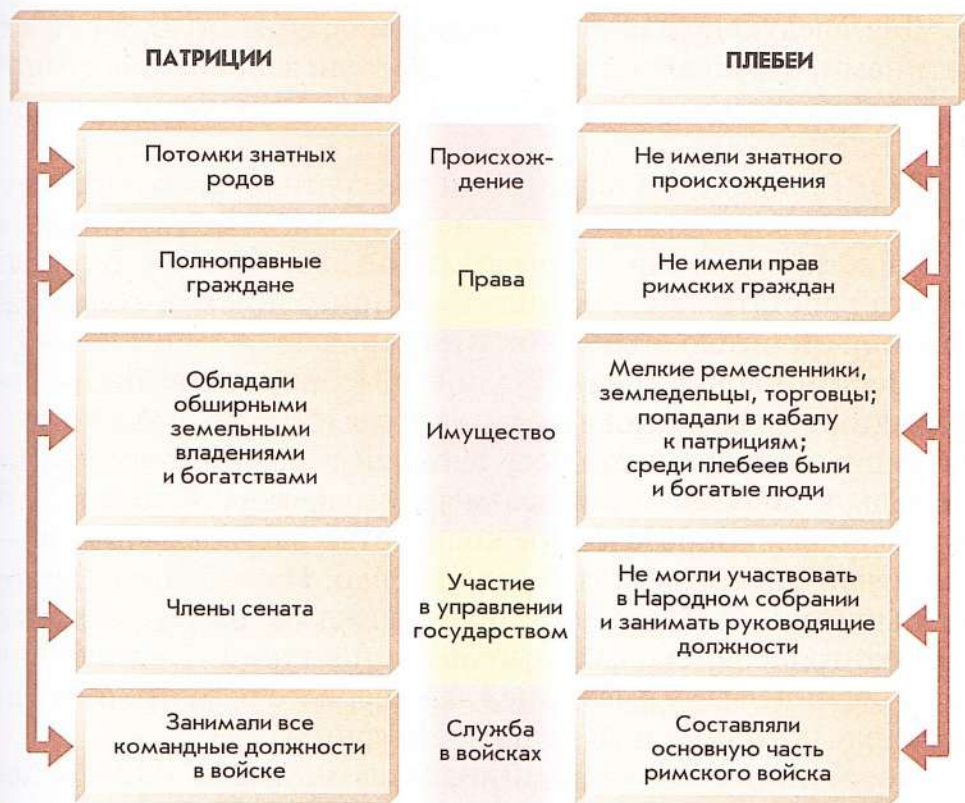 ПАТРИЦИИ
ПЛЕБЕИ
Потомки знатных
родов
Происхож-
дение
Не имели знатного
происхождения
Полноправные
граждане
Права
Не имели прав
римских граждан
Обладали
обширными
земельными
владениями
и богатствами
Имущество
Мелкие ремесленники,
земледельцы, торговцы;
попадали в кабалу
к патрициям;
среди плебеев были
и богатые люди
Члены сената
Участие
в управлении
государством
Не могли участвовать
в Народном собрании
и занимать руководящие
должности
Занимали все
командные должности
в войске
Служба
в войсках
Составляли
основную часть
римского войска